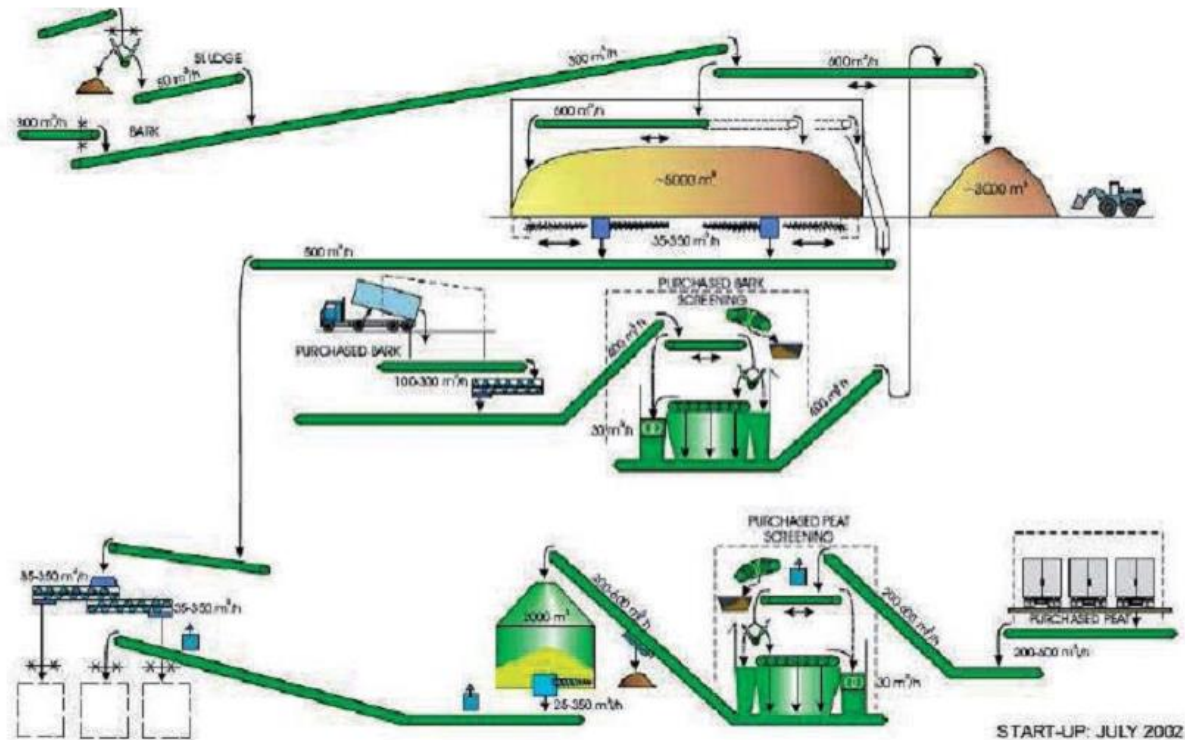 SLUDGE
50 m³/h
300 m³/h
BARK
300 m³/h
600 m³/h
600 m³/h
~5000 m³
~3000 m³
35-350 m³/h
500 m³/h
PURCHASED BARK
SCREENING
PURCHASED BARK
400 m³/h
100-300 m³/h
30 m³/h
400 m³/h
PURCHASED PEAT
SCREENING
35-350 m³/h
35-350 m³/h
2000 m³
200-600 m³/h
200-600 m³/h
PURCHASED PEAT
200-600 m³/h
25-350 m³/h
30 m³/h
START-UP: JULY 2002